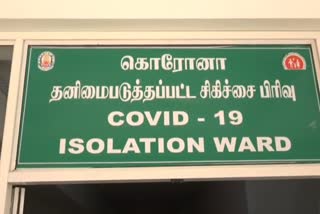 கொரோனா
தனிமைபடுத்தப்பட்ட சிகிச்சை பிரிவு
COVID - 19
ISOLATION WARD